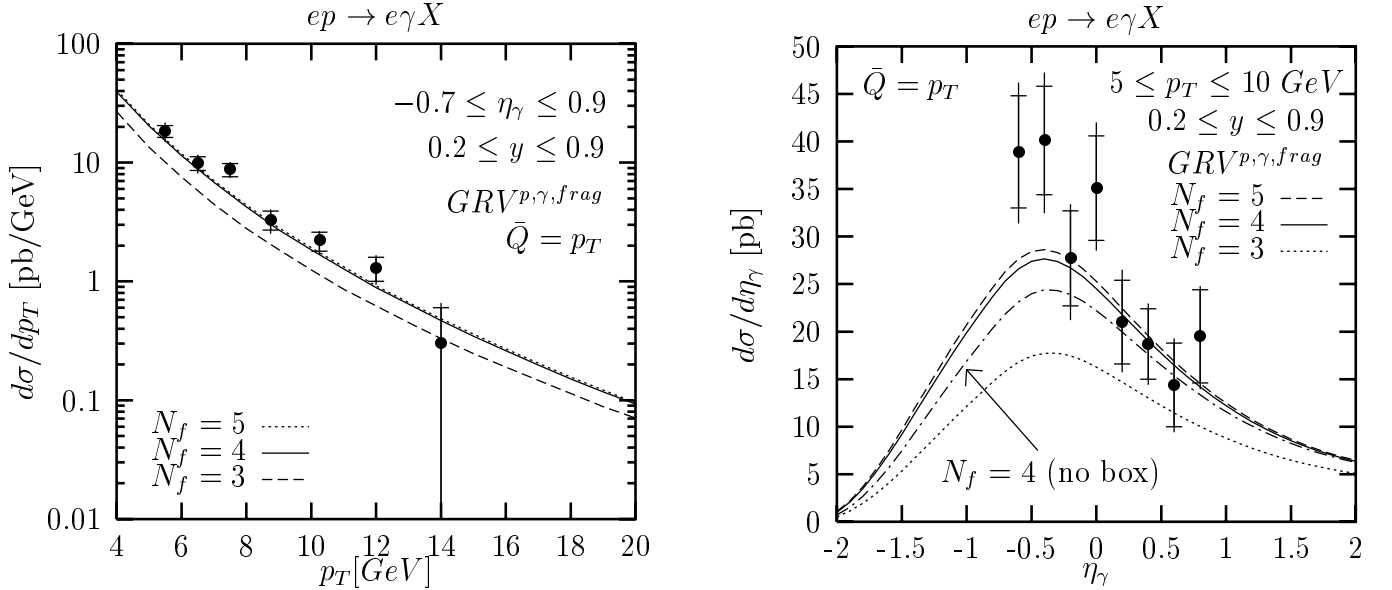 ep → eγX
dσ/dp_T [pb/GeV]
100
10
1
0.1
0.01
−0.7 ≤ η_γ ≤ 0.9
0.2 ≤ y ≤ 0.9
GRV^{p,γ,frag}
Q̄ = p_T
N_f = 5
N_f = 4
N_f = 3
4 6 8 10 12 14 16 18 20
p_T[GeV]
ep → eγX
dσ/dη_γ [pb]
50
45
40
35
30
25
20
15
10
5
0
Q̄ = p_T
5 ≤ p_T ≤ 10 GeV
0.2 ≤ y ≤ 0.9
GRV^{p,γ,frag}
N_f = 5
N_f = 4
N_f = 3
N_f = 4 (no box)
-2 -1.5 -1 -0.5 0 0.5 1 1.5 2
η_γ